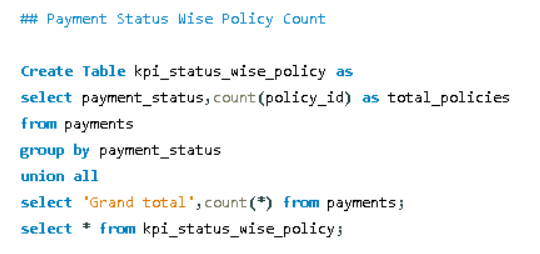 ## Payment Status Wise Policy Count
Create Table kpi_status_wise_policy as
select payment_status,count(policy_id) as total_policies
from payments
group by payment_status
union all
select 'Grand total',count(*) from payments;
select * from kpi_status_wise_policy;